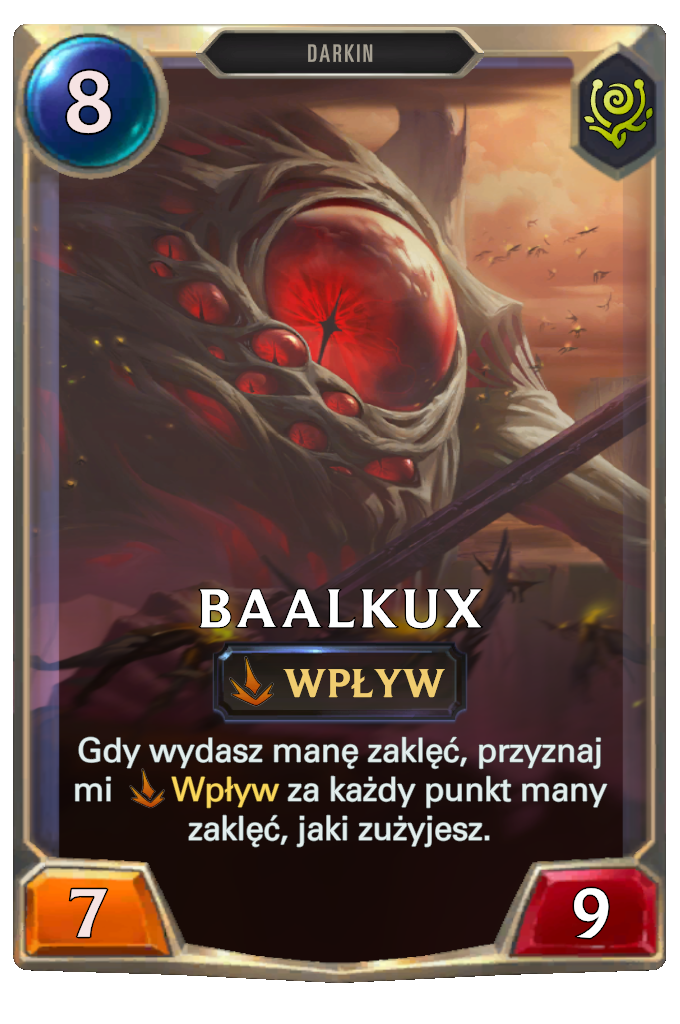 8
DARKIN
BAALKUX
WPŁYW
Gdy wydasz manę zaklęć, przyznaj
mi Wpływ za każdy punkt many
zaklęć, jaki zużyjesz.
7
9